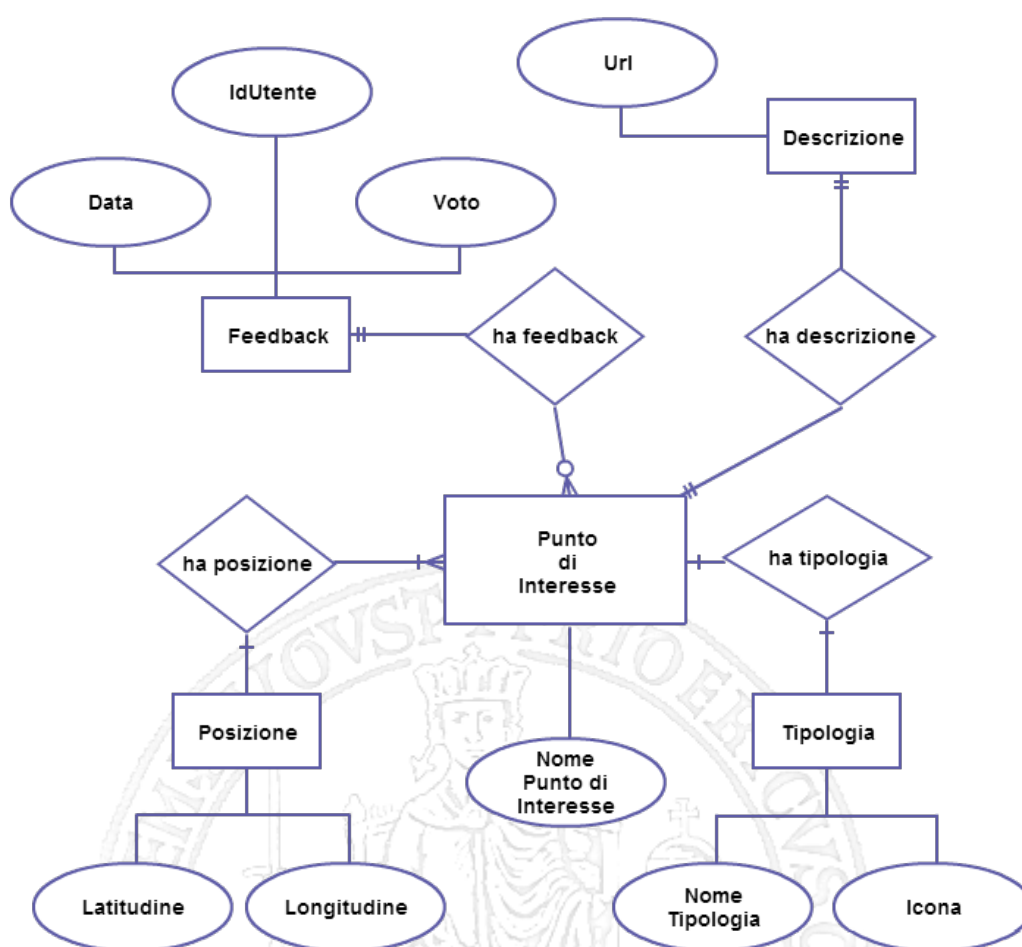 Url
IdUtente
Descrizione
Data
Voto
Feedback
ha feedback
ha descrizione
Punto
di
Interesse
ha posizione
ha tipologia
Posizione
Tipologia
Nome
Punto di
Interesse
Latitudine
Longitudine
Nome
Tipologia
Icona